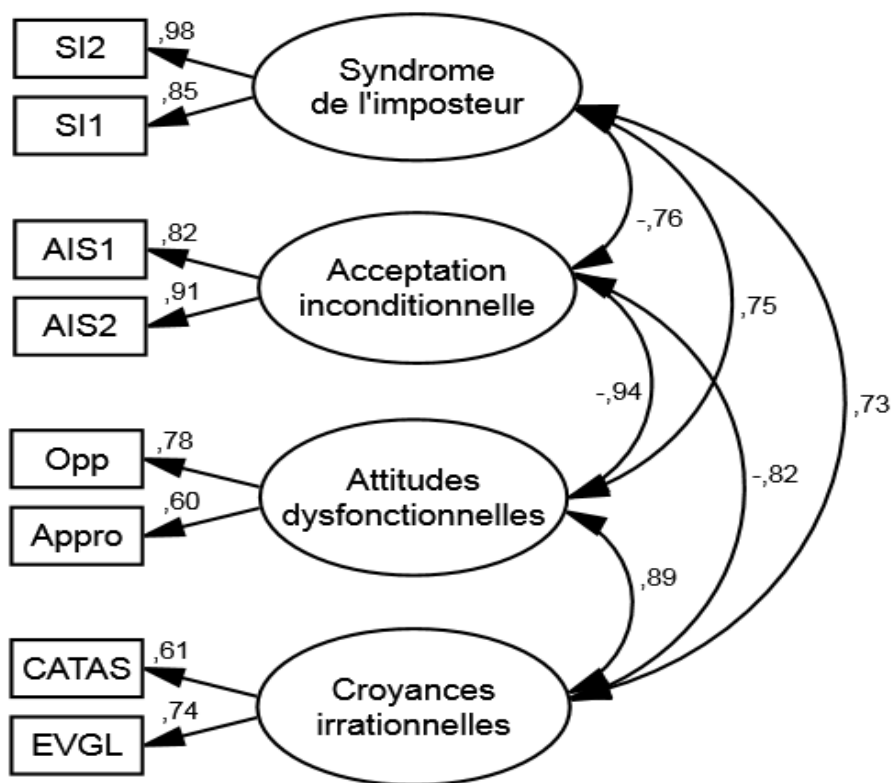 SI2
,98
SI1
,85
Syndrome
de l'imposteur
-,76
AIS1
,82
AIS2
,91
Acceptation
inconditionnelle
,75
-,94
,73
Opp
,78
Appro
,60
Attitudes
dysfonctionnelles
-,82
,89
CATAS
,61
EVGL
,74
Croyances
irrationnelles